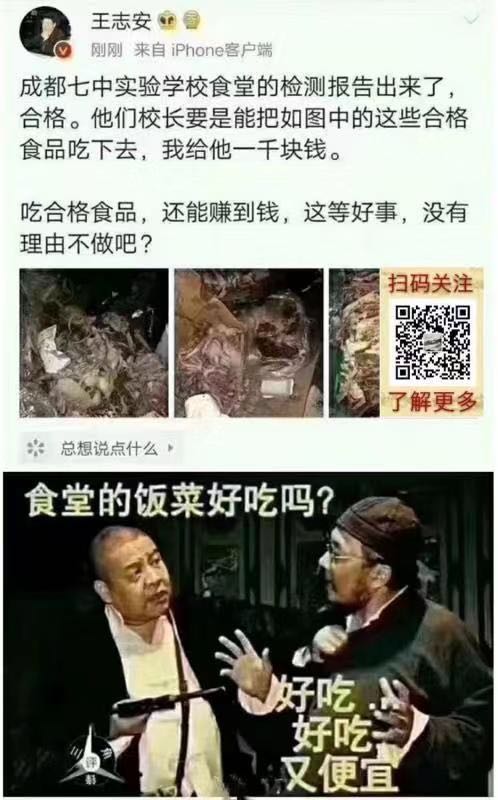 王志安
刚刚 来自 iPhone客户端
成都七中实验学校食堂的检测报告出来了，
合格。他们校长要是能把如图中的这些合格
食品吃下去，我给他一千块钱。
吃合格食品，还能赚到钱，这等好事，没有
理由不做吧？
扫码关注
了解更多
总想说点什么
食堂的饭菜好吃吗？
好吃...
好吃
又便宜